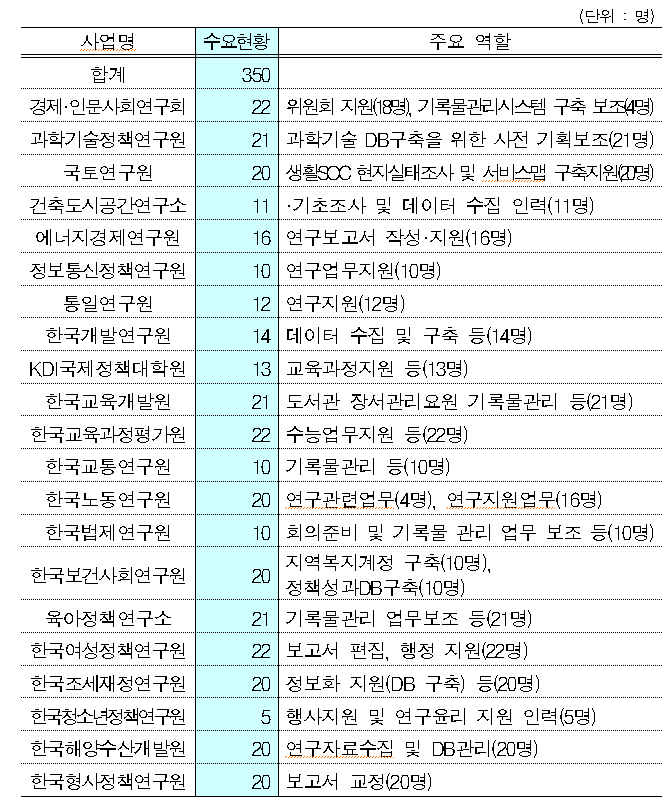 (단위 : 명)
사업명 수요현황 주요 역할
합계 350
경제·인문사회연구회 22 위원회 지원(18명), 기록물관리시스템 구축 보조(4명)
과학기술정책연구원 21 과학기술 DB구축을 위한 사전 기획보조(21명)
국토연구원 20 생활SOC 현지실태조사 및 서비스맵 구축지원(20명)
건축도시공간연구소 11 ·기초조사 및 데이터 수집 인력(11명)
에너지경제연구원 16 연구보고서 작성·지원(16명)
정보통신정책연구원 10 연구업무지원(10명)
통일연구원 12 연구지원(12명)
한국개발연구원 14 데이터 수집 및 구축 등(14명)
KDI국제정책대학원 13 교육과정지원 등(13명)
한국교육개발원 21 도서관 장서관리요원 기록물관리 등(21명)
한국교육과정평가원 22 수능업무지원 등(22명)
한국교통연구원 10 기록물관리 등(10명)
한국노동연구원 20 연구관련업무(4명), 연구지원업무(16명)
한국법제연구원 10 회의준비 및 기록물 관리 업무 보조 등(10명)
한국보건사회연구원 20 지역복지계정 구축(10명),
정책성과DB구축(10명)
육아정책연구소 21 기록물관리 업무보조 등(21명)
한국여성정책연구원 22 보고서 편집, 행정 지원(22명)
한국조세재정연구원 20 정보화 지원(DB 구축) 등(20명)
한국청소년정책연구원 5 행사지원 및 연구윤리 지원 인력(5명)
한국해양수산개발원 20 연구자료수집 및 DB관리(20명)
한국형사정책연구원 20 보고서 교정(20명)